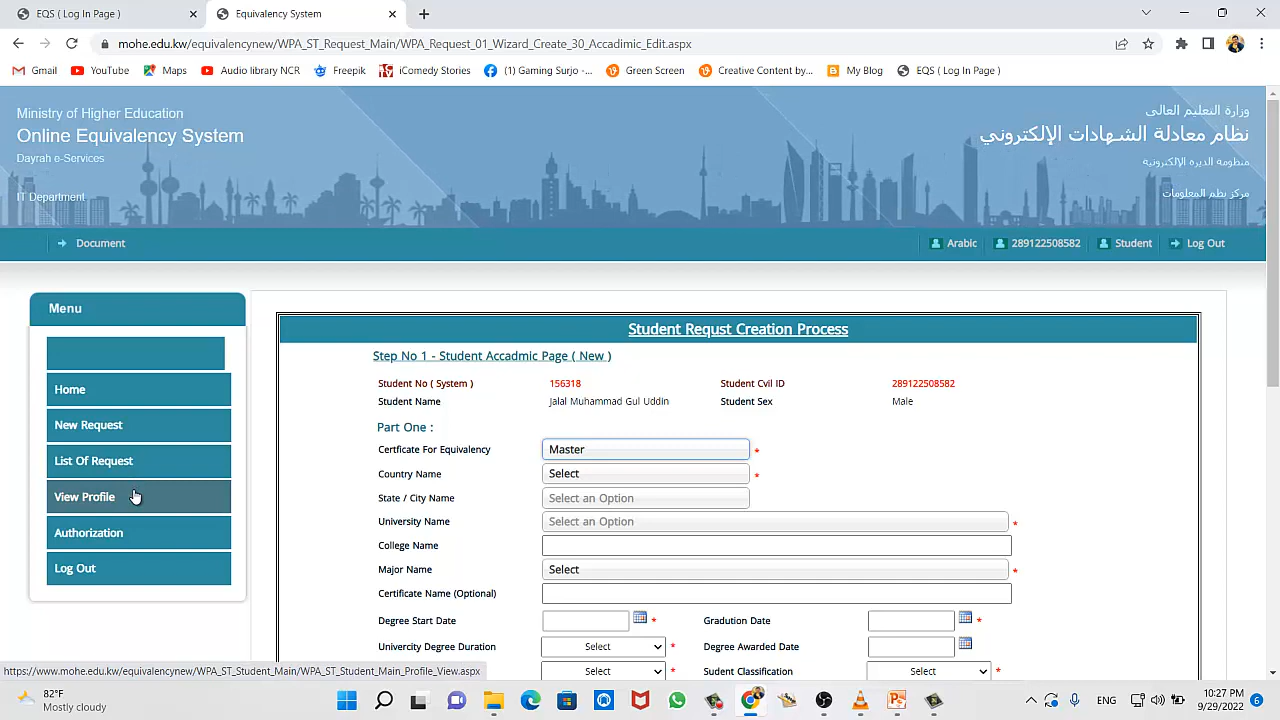 EQS ( Log In Page )
Equivalency System
mohe.edu.kw/equivalencynew/WPA_ST_Request_Main/WPA_Request_01_Wizard_Create_30_Accadimic_Edit.aspx
Gmail YouTube Maps Audio library NCR Freepik iComedy Stories (1) Gaming Surjo -... Green Screen Creative Content by... My Blog EQS ( Log In Page )
Ministry of Higher Education
Online Equivalency System
Dayrah e-Services
IT Department
وزارة التعليم العالى
نظام معادلة الشهادات الإلكتروني
منظومة الديرة الإلكترونية
مركز نظم المعلومات
Document Arabic 289122508582 Student Log Out
Menu
Home
New Request
List Of Request
View Profile
Authorization
Log Out
Student Requst Creation Process
Step No 1 - Student Accadmic Page ( New )
Student No ( System ) 156318 Student Cvil ID 289122508582
Student Name Jalal Muhammad Gul Uddin Student Sex Male
Part One :
Certficate For Equivalency Master *
Country Name Select *
State / City Name Select an Option
University Name Select an Option *
College Name
Major Name Select *
Certificate Name (Optional)
Degree Start Date * Gradution Date *
Univercity Degree Duration Select * Degree Awarded Date
Select * Sudent Classification Select *
https://www.mohe.edu.kw/equivalencynew/WPA_ST_Student_Main/WPA_ST_Student_Main_Profile_View.aspx
82°F
Mostly cloudy
ENG
10:27 PM
9/29/2022
6